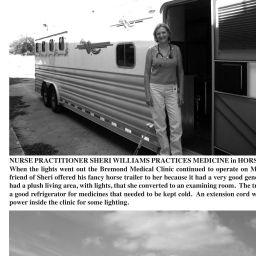 NURSE PRACTITIONER SHERI WILLIAMS PRACTICES MEDICINE in HORS
When the lights went out the Bremond Medical Clinic continued to operate on M
friend of Sheri offered his fancy horse trailer to her because it had a very good gen
had a plush living area, with lights, that she converted to an examining room. The t
a good refrigerator for medicines that needed to be kept cold. An extension cord w
power inside the clinic for some lighting.